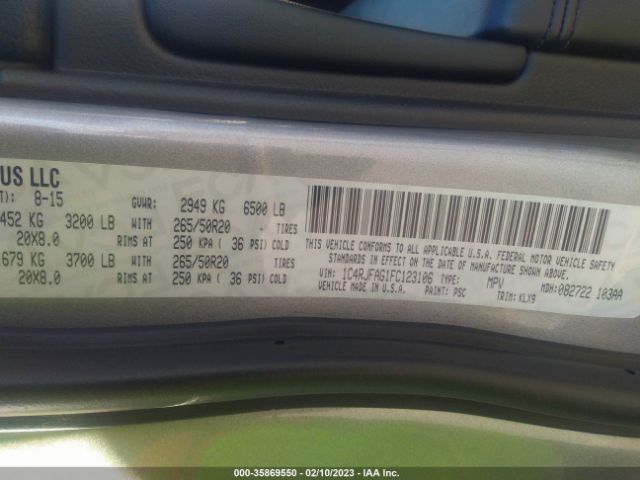 US LLC
T): 8-15 GVWR: 2949 KG 6500 LB
452 KG 3200 LB WITH 265/50R20 TIRES
20X8.0 RIMS AT 250 KPA ( 36 PSI) COLD
679 KG 3700 LB WITH 265/50R20 TIRES
20X8.0 RIMS AT 250 KPA ( 36 PSI) COLD
THIS VEHICLE CONFORMS TO ALL APPLICABLE U.S.A. FEDERAL MOTOR VEHICLE SAFETY
STANDARDS IN EFFECT ON THE DATE OF MANUFACTURE SHOWN ABOVE.
VIN: 1C4RJFAG1FC123106 TYPE: MPV MDH: 082722 103AA
VEHICLE MADE IN U.S.A. PAINT: PSC TRIM: KLX9
000-35869550 - 02/10/2023 - IAA Inc.